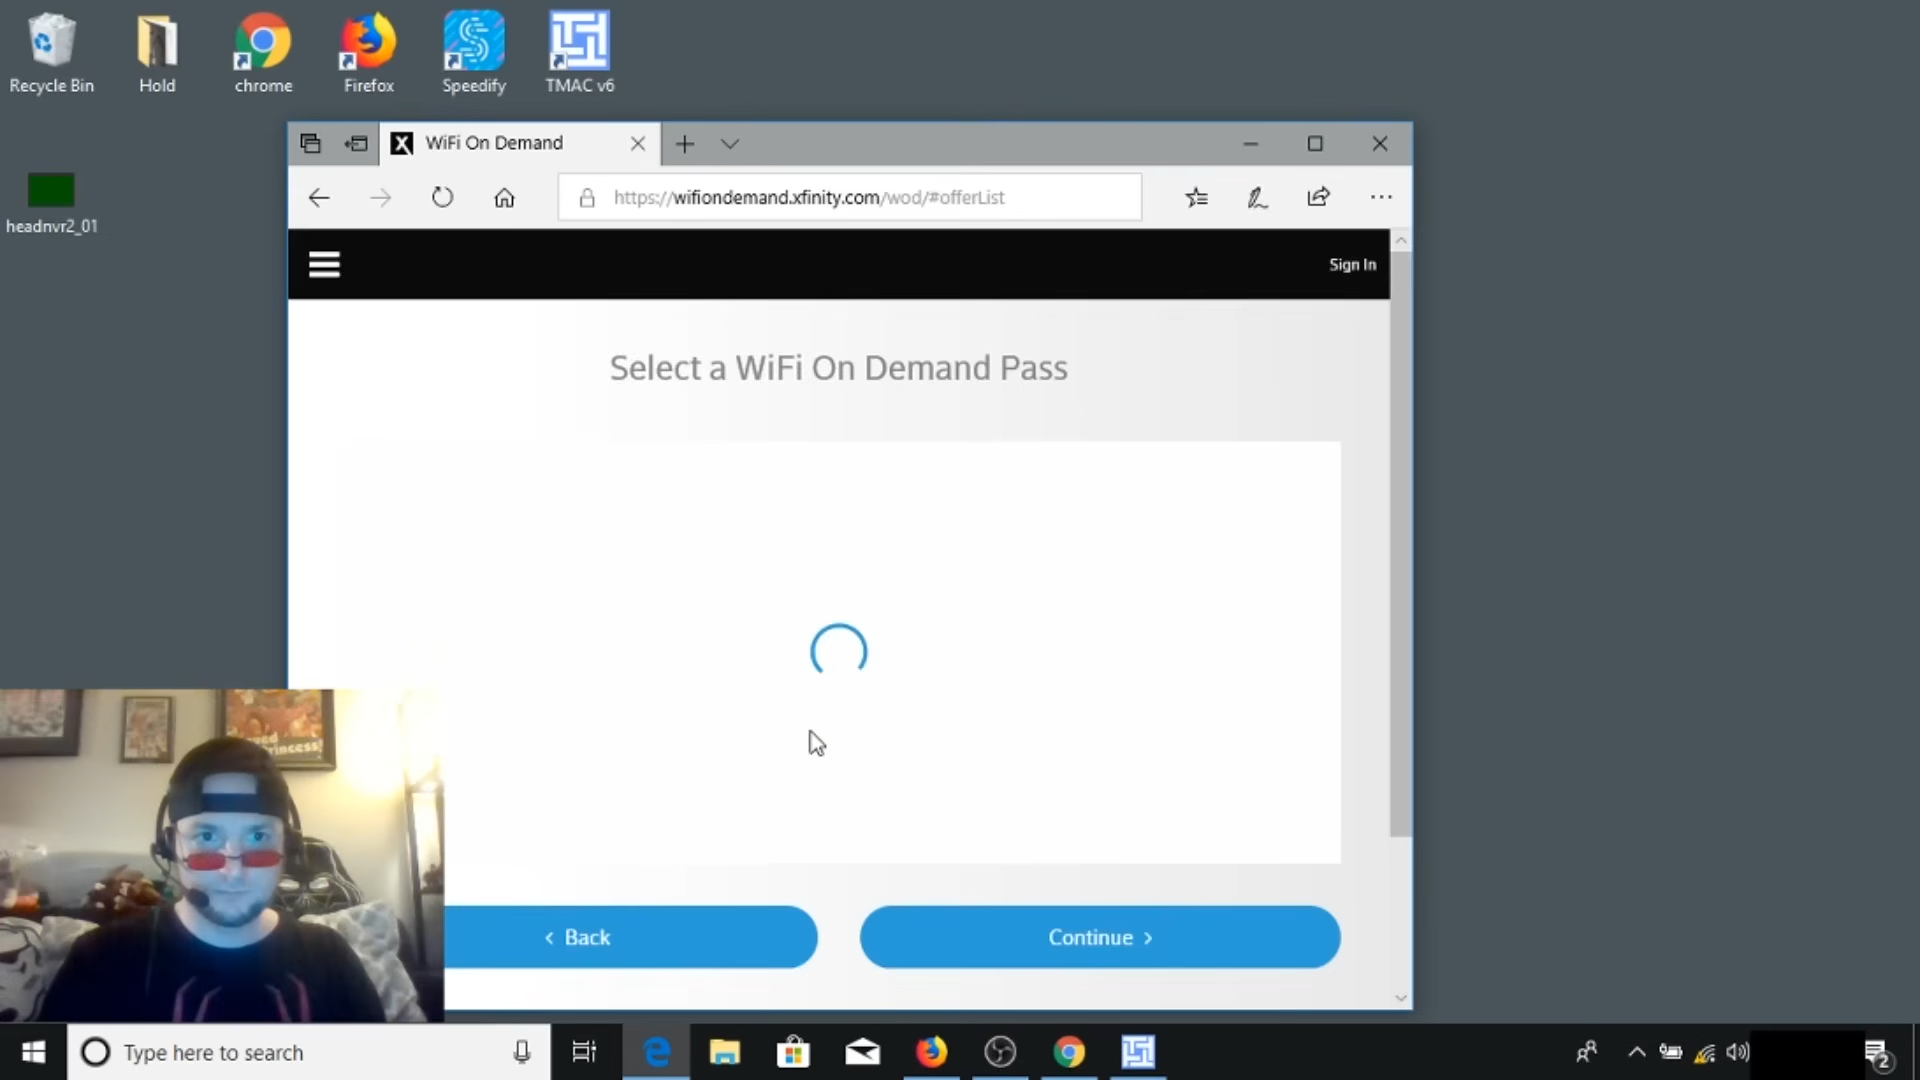 Recycle Bin
Hold
chrome
Firefox
Speedify
TMAC v6
headnvr2_01
WiFi On Demand
https://wifiondemand.xfinity.com/wod/#offerList
Sign In
Select a WiFi On Demand Pass
‹ Back
Continue ›
Type here to search
2